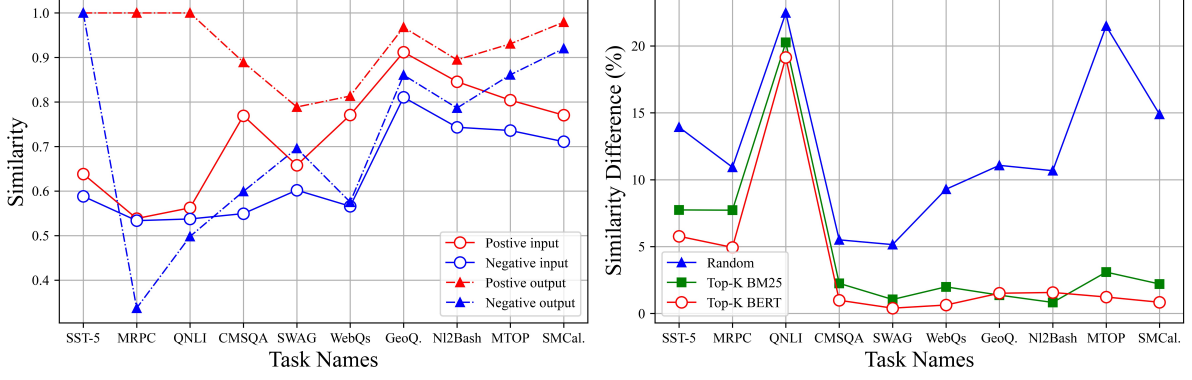 1.0
0.9
0.8
0.7
0.6
0.5
0.4
Similarity
Postive input
Negative input
Postive output
Negative output
SST-5 MRPC QNLI CMSQA SWAG WebQs GeoQ. Nl2Bash MTOP SMCal.
Task Names
20
15
10
5
0
Similarity Difference (%)
Random
Top-K BM25
Top-K BERT
SST-5 MRPC QNLI CMSQA SWAG WebQs GeoQ. Nl2Bash MTOP SMCal.
Task Names